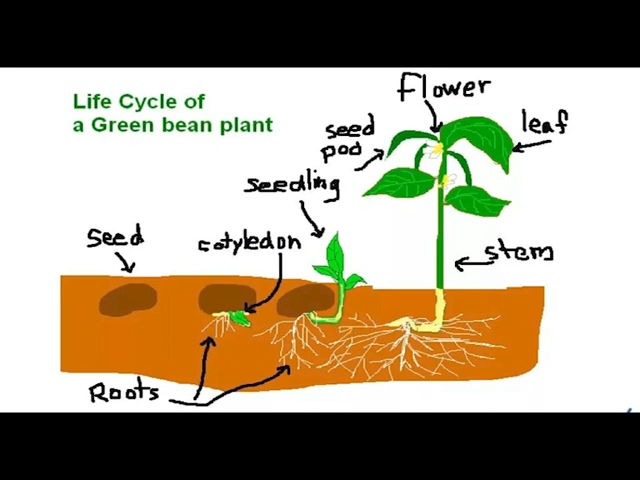 Life Cycle of
a Green bean plant
Flower
seed
pod
leaf
seedling
seed
cotyledon
stem
Roots